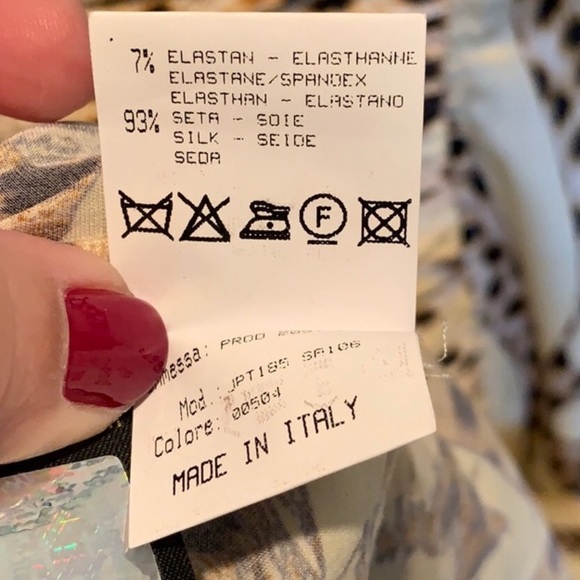 7% ELASTAN - ELASTHANNE
ELASTANE/SPANDEX
ELASTHAN - ELASTANO
93% SETA - SOIE
SILK - SEIDE
SEDA
F
PROD
Mod.: JPT185 SA106
Colore: 00504
MADE IN ITALY